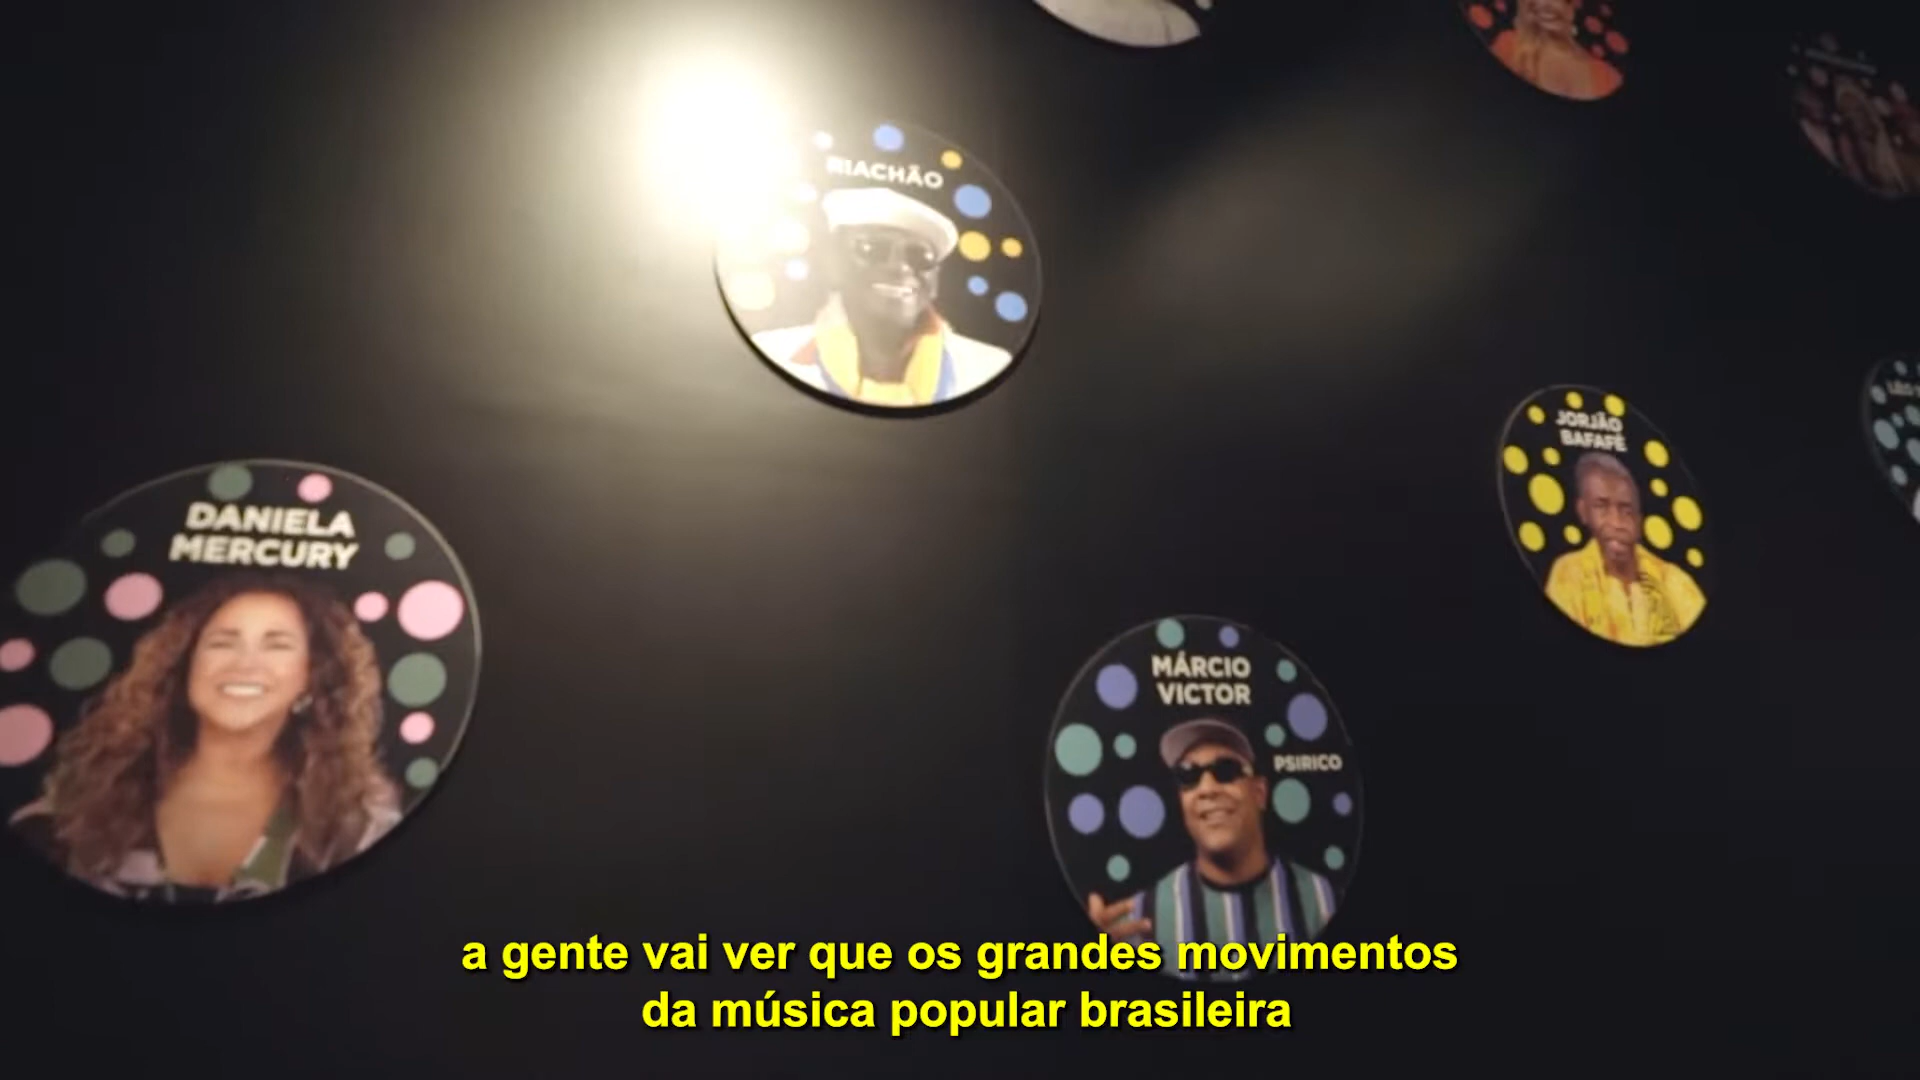 RIACHÃO
JORJÃO
BAFAFÉ
DANIELA
MERCURY
MÁRCIO
VICTOR
PSIRICO
a gente vai ver que os grandes movimentos
da música popular brasileira